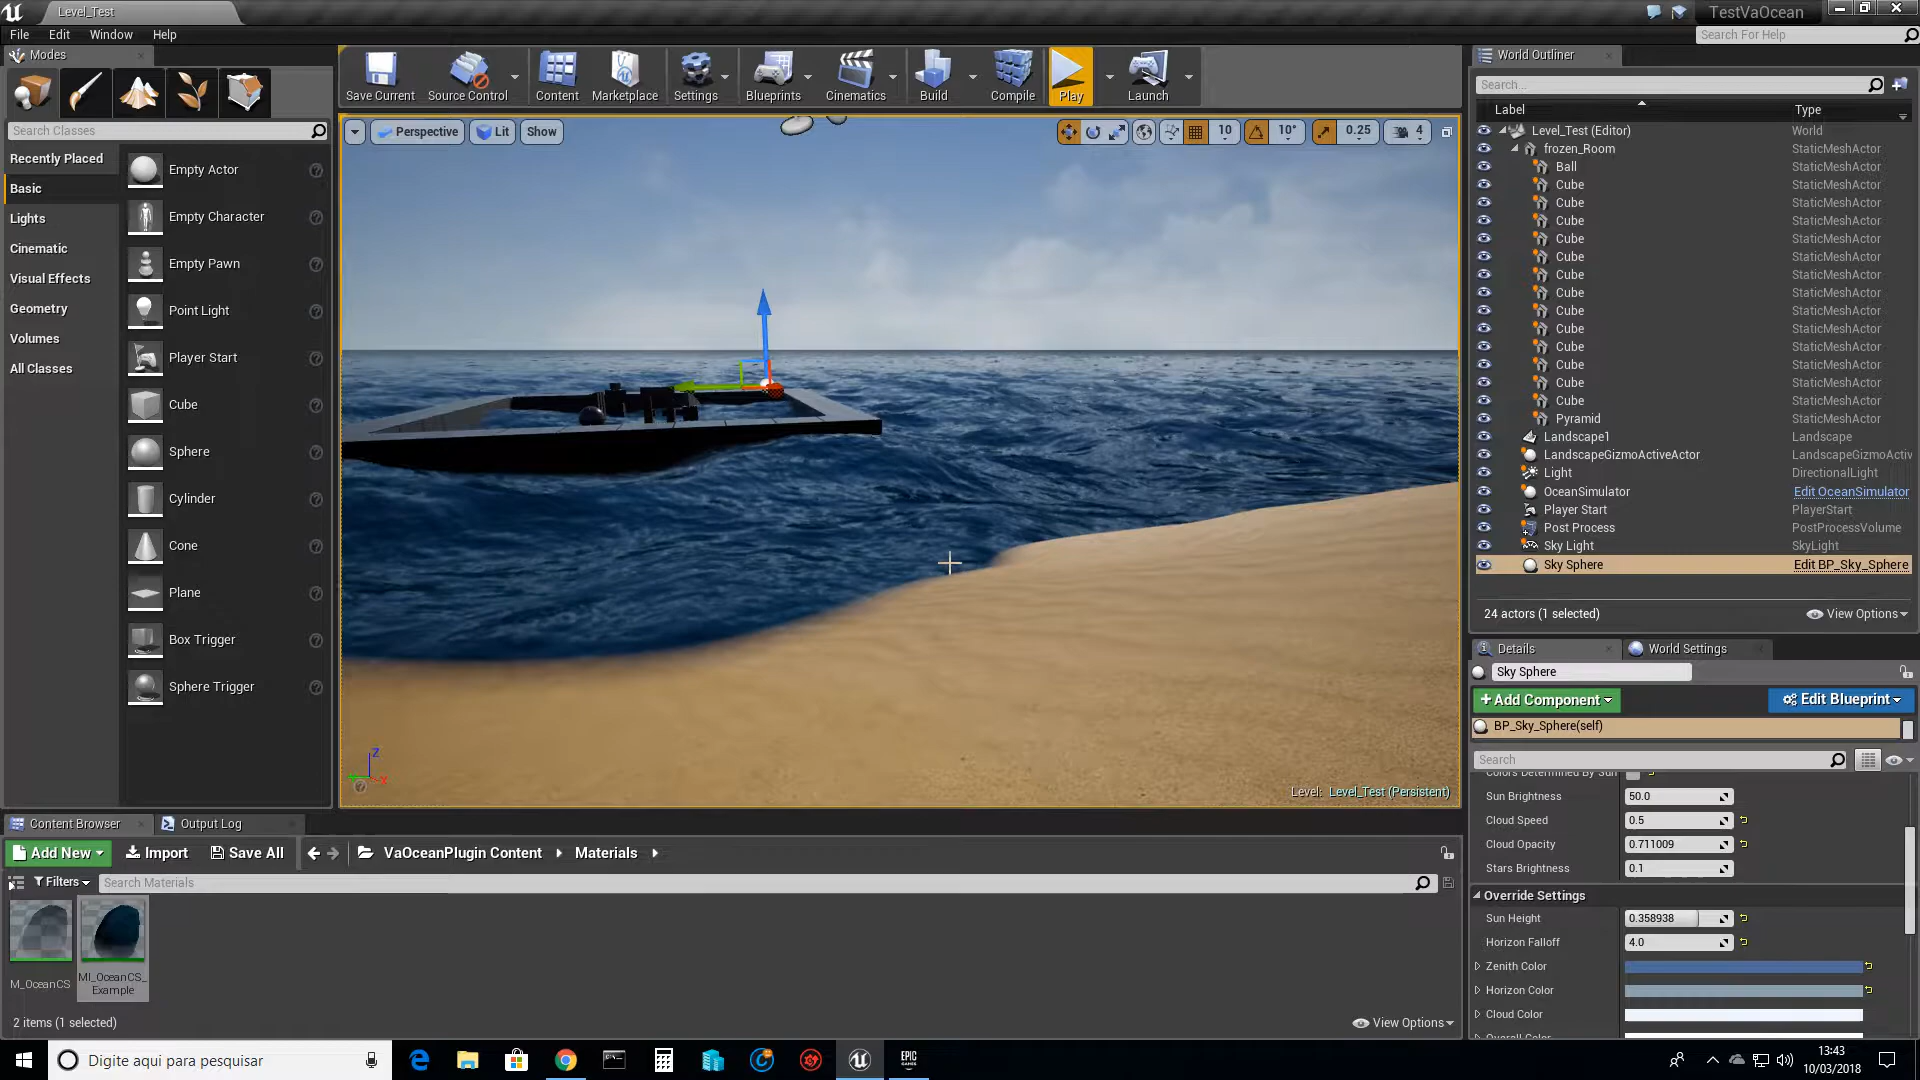 Level_Test
TestVaOcean
File Edit Window Help
Search For Help
Modes
Search Classes
Recently Placed
Basic
Lights
Cinematic
Visual Effects
Geometry
Volumes
All Classes
Empty Actor
Empty Character
Empty Pawn
Point Light
Player Start
Cube
Sphere
Cylinder
Cone
Plane
Box Trigger
Sphere Trigger
Save Current Source Control Content Marketplace Settings Blueprints Cinematics Build Compile Play Launch
Perspective Lit Show
10 10° 0.25 4
Z
X
Level: Level_Test (Persistent)
World Outliner
Search...
Label Type
Level_Test (Editor) World
frozen_Room StaticMeshActor
Ball StaticMeshActor
Cube StaticMeshActor
Cube StaticMeshActor
Cube StaticMeshActor
Cube StaticMeshActor
Cube StaticMeshActor
Cube StaticMeshActor
Cube StaticMeshActor
Cube StaticMeshActor
Cube StaticMeshActor
Cube StaticMeshActor
Cube StaticMeshActor
Cube StaticMeshActor
Cube StaticMeshActor
Pyramid StaticMeshActor
Landscape1 Landscape
LandscapeGizmoActiveActor LandscapeGizmoActiv
Light DirectionalLight
OceanSimulator Edit OceanSimulator
Player Start PlayerStart
Post Process PostProcessVolume
Sky Light SkyLight
Sky Sphere Edit BP_Sky_Sphere
24 actors (1 selected) View Options
Details World Settings
Sky Sphere
+Add Component Edit Blueprint
BP_Sky_Sphere(self)
Search
Colors Determined By Sun
Sun Brightness 50.0
Cloud Speed 0.5
Cloud Opacity 0.711009
Stars Brightness 0.1
Override Settings
Sun Height 0.358938
Horizon Falloff 4.0
Zenith Color
Horizon Color
Cloud Color
Overall Color
Content Browser Output Log
Add New Import Save All VaOceanPlugin Content Materials
Filters Search Materials
M_OceanCS
MI_OceanCS_
Example
2 items (1 selected) View Options
Digite aqui para pesquisar
EPIC
GAMES
13:43
10/03/2018